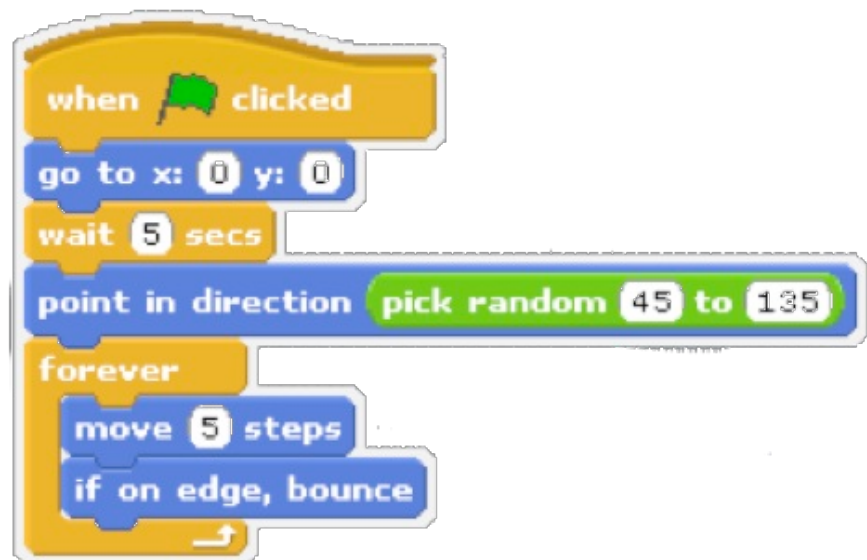 when clicked
go to x: 0 y: 0
wait 5 secs
point in direction pick random 45 to 135
forever
move 5 steps
if on edge, bounce